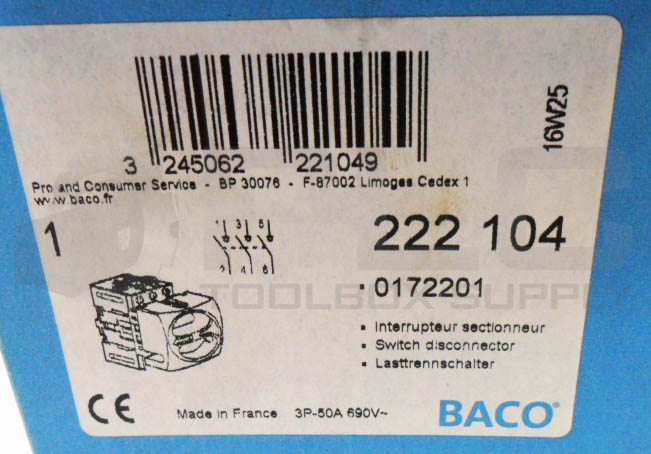 16W25
3 245062 221049
Pro and Consumer Service - BP 30076 - F-87002 Limoges Cedex 1
www.baco.fr
1
1 3 5
2 4 6
222 104
0172201
Interrupteur sectionneur
Switch disconnector
Lasttrennschalter
CE Made in France 3P-50A 690V~ BACO®
TOOLBOX SUPPL